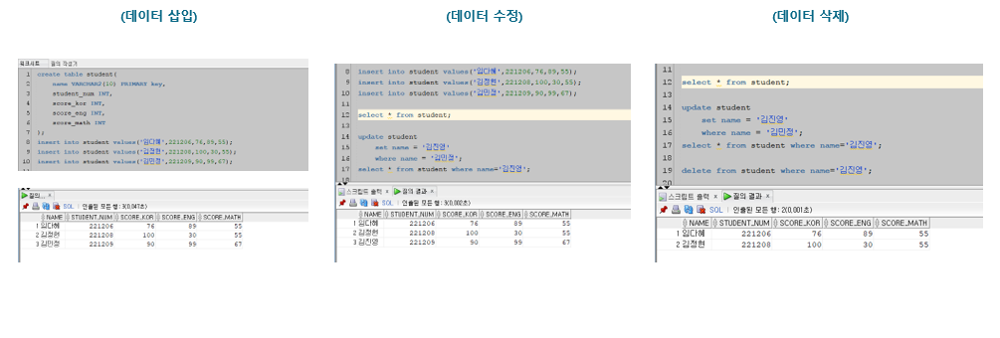 (데이터 삽입)
워크시트 질의 작성기
1 create table student(
2 name VARCHAR2(10) PRIMARY key,
3 student_num INT,
4 score_kor INT,
5 score_eng INT,
6 score_math INT
7 );
8 insert into student values('임다혜',221206,76,89,55);
9 insert into student values('김정현',221208,100,30,55);
10 insert into student values('김민정',221209,90,99,67);
질의... ×
SQL | 인출된 모든 행: 3(0.047초)
NAME STUDENT_NUM SCORE_KOR SCORE_ENG SCORE_MATH
1 임다혜 221206 76 89 55
2 김정현 221208 100 30 55
3 김민정 221209 90 99 67
(데이터 수정)
8 insert into student values('임다혜',221206,76,89,55);
9 insert into student values('김정현',221208,100,30,55);
10 insert into student values('김민정',221209,90,99,67);
11
12 select * from student;
13
14 update student
15 set name = '김진영'
16 where name = '김민정';
17 select * from student where name='김진영';
18
스크립트 출력 × 질의 결과 ×
SQL | 인출된 모든 행: 3(0.002초)
NAME STUDENT_NUM SCORE_KOR SCORE_ENG SCORE_MATH
1 임다혜 221206 76 89 55
2 김정현 221208 100 30 55
3 김진영 221209 90 99 67
(데이터 삭제)
11
12 select * from student;
13
14 update student
15 set name = '김진영'
16 where name = '김민정';
17 select * from student where name='김진영';
18
19 delete from student where name='김진영';
20
스크립트 출력 × 질의 결과 ×
SQL | 인출된 모든 행: 2(0.001초)
NAME STUDENT_NUM SCORE_KOR SCORE_ENG SCORE_MATH
1 임다혜 221206 76 89 55
2 김정현 221208 100 30 55